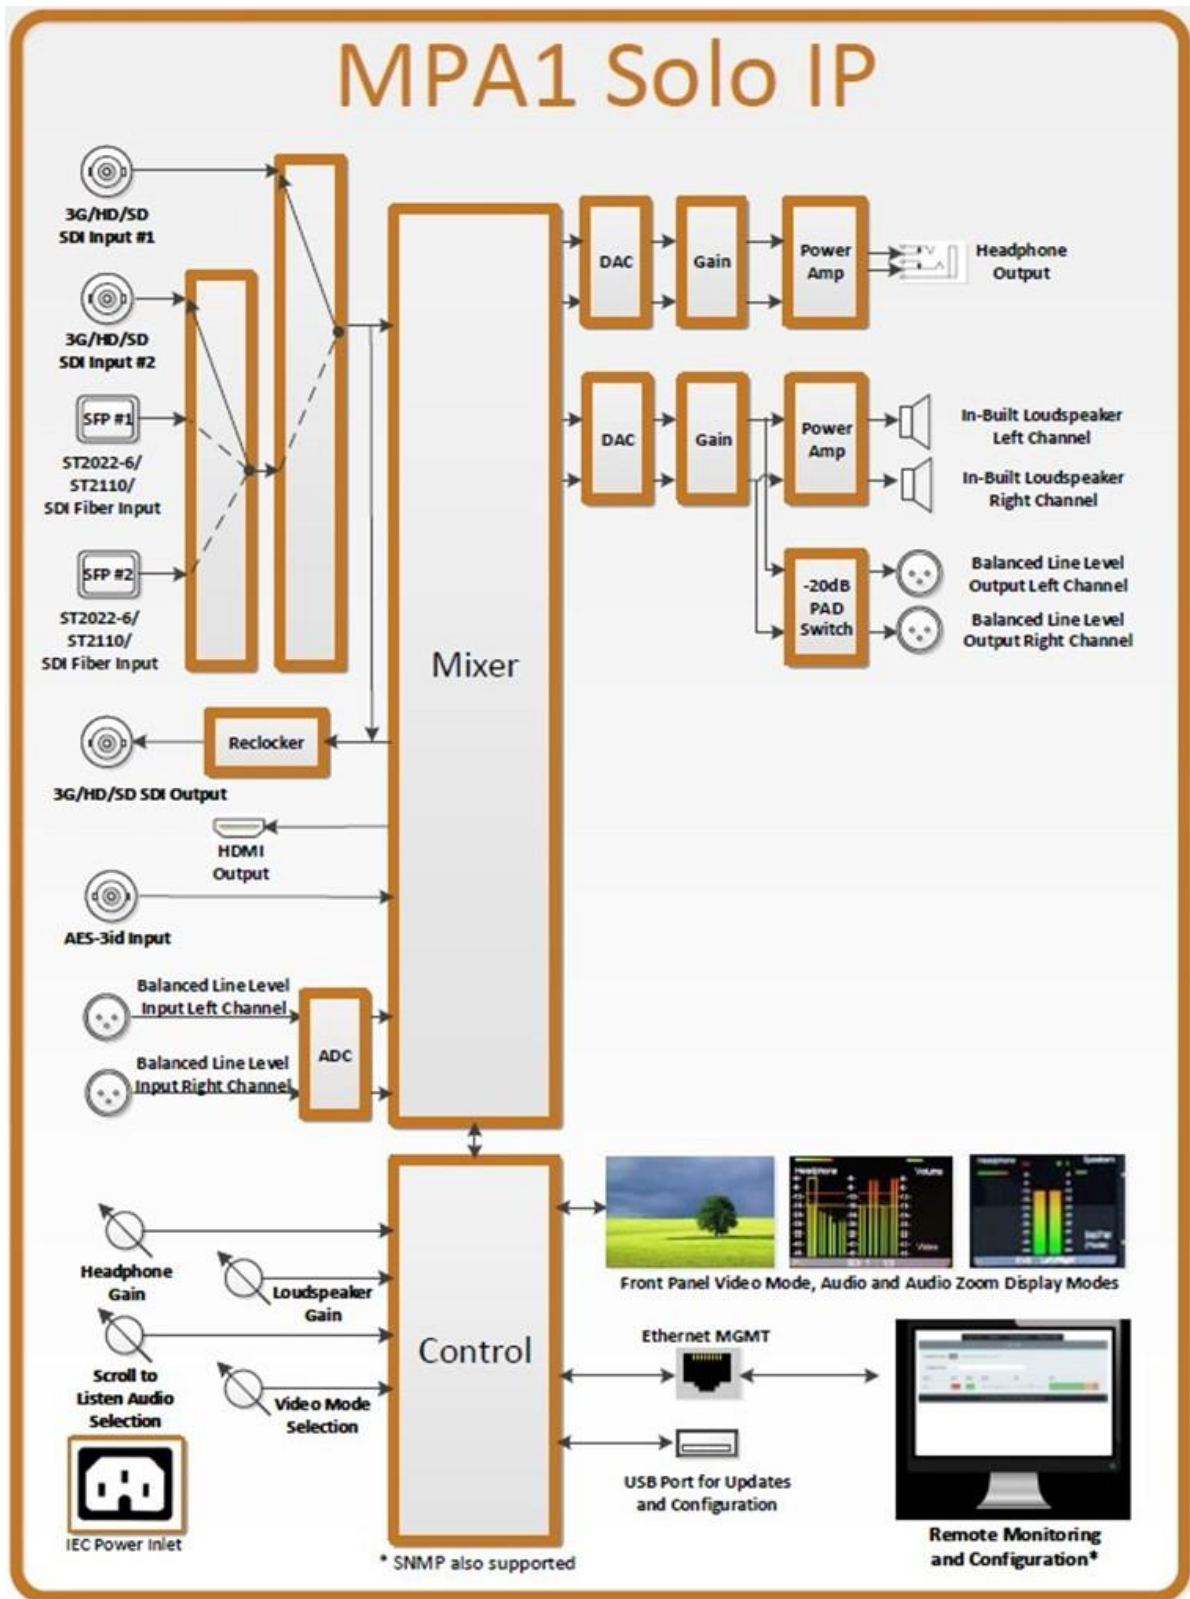 MPA1 Solo IP
3G/HD/SD
SDI Input #1
3G/HD/SD
SDI Input #2
SFP #1
ST2022-6/
ST2110/
SDI Fiber Input
SFP #2
ST2022-6/
ST2110/
SDI Fiber Input
Mixer
DAC
Gain
Power
Amp
Headphone
Output
DAC
Gain
Power
Amp
In-Built Loudspeaker
Left Channel
In-Built Loudspeaker
Right Channel
-20dB
PAD
Switch
Balanced Line Level
Output Left Channel
Balanced Line Level
Output Right Channel
Reclocker
3G/HD/SD SDI Output
HDMI
Output
AES-3id Input
Balanced Line Level
Input Left Channel
Balanced Line Level
Input Right Channel
ADC
Headphone
Gain
Loudspeaker
Gain
Scroll to
Listen Audio
Selection
Video Mode
Selection
IEC Power Inlet
Control
* SNMP also supported
Headphone
Volume
Video
Headphone
Speakers
Front Panel Video Mode, Audio and Audio Zoom Display Modes
Ethernet MGMT
USB Port for Updates
and Configuration
Remote Monitoring
and Configuration*